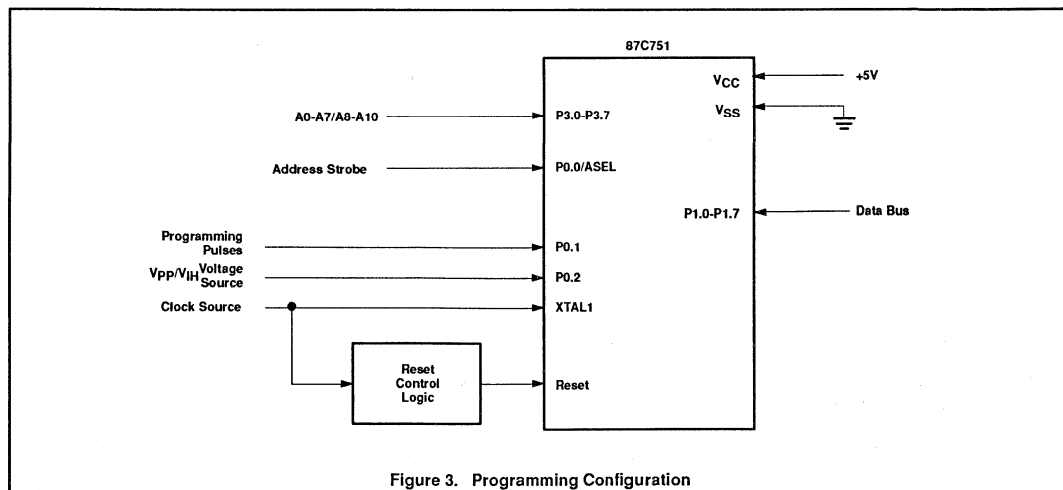 87C751
VCC
+5V
VSS
A0-A7/A8-A10
P3.0-P3.7
Address Strobe
P0.0/ASEL
P1.0-P1.7
Data Bus
Programming
Pulses
P0.1
VPP/VIH Voltage
Source
P0.2
Clock Source
XTAL1
Reset
Control
Logic
Reset
Figure 3. Programming Configuration